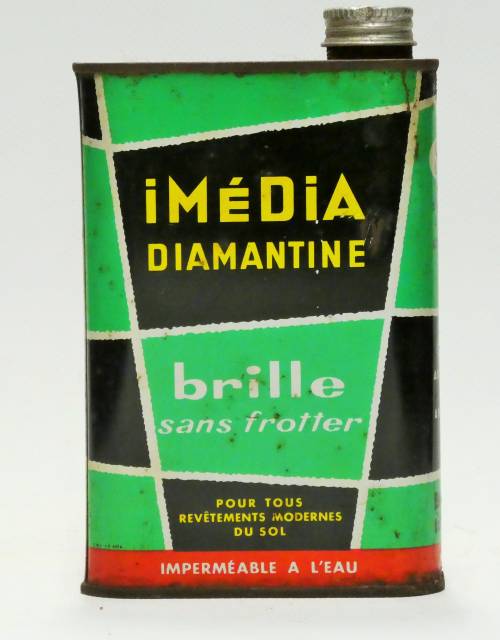 iMéDiA
DIAMANTINE
brille
sans frotter
POUR TOUS
REVÊTEMENTS MODERNES
DU SOL
IMPERMÉABLE A L'EAU